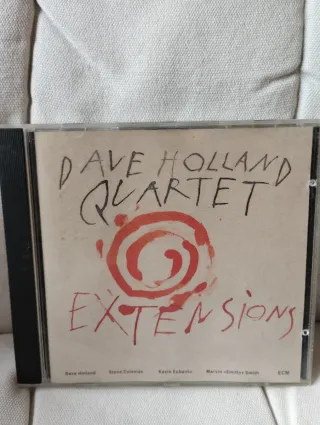 DAVE HOLLAND
QUARTET
EXTENSIONS
Dave Holland Steve Coleman Kevin Eubanks Marvin «Smitty» Smith ECM